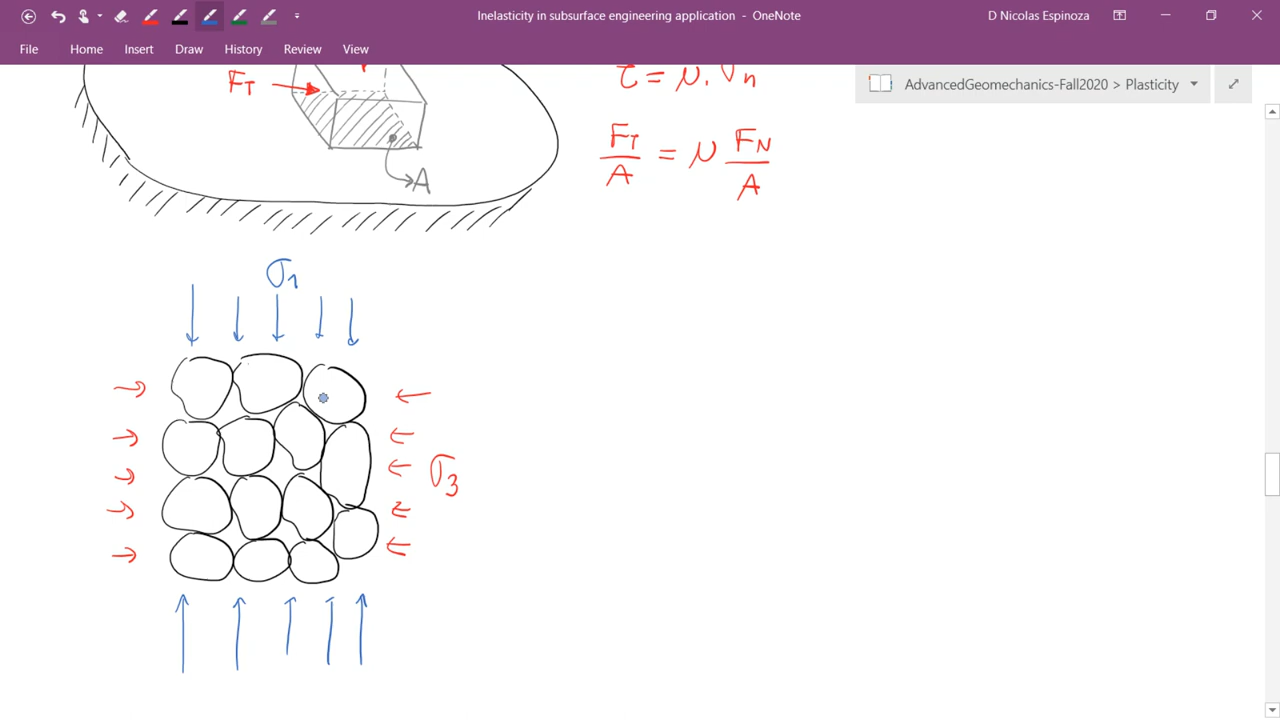 Inelasticity in subsurface engineering application - OneNote
D Nicolas Espinoza
File Home Insert Draw History Review View
AdvancedGeomechanics-Fall2020 > Plasticity
F_T
τ = μ · σ_n
F_T/A = μ F_N/A
A
σ_1
σ_3